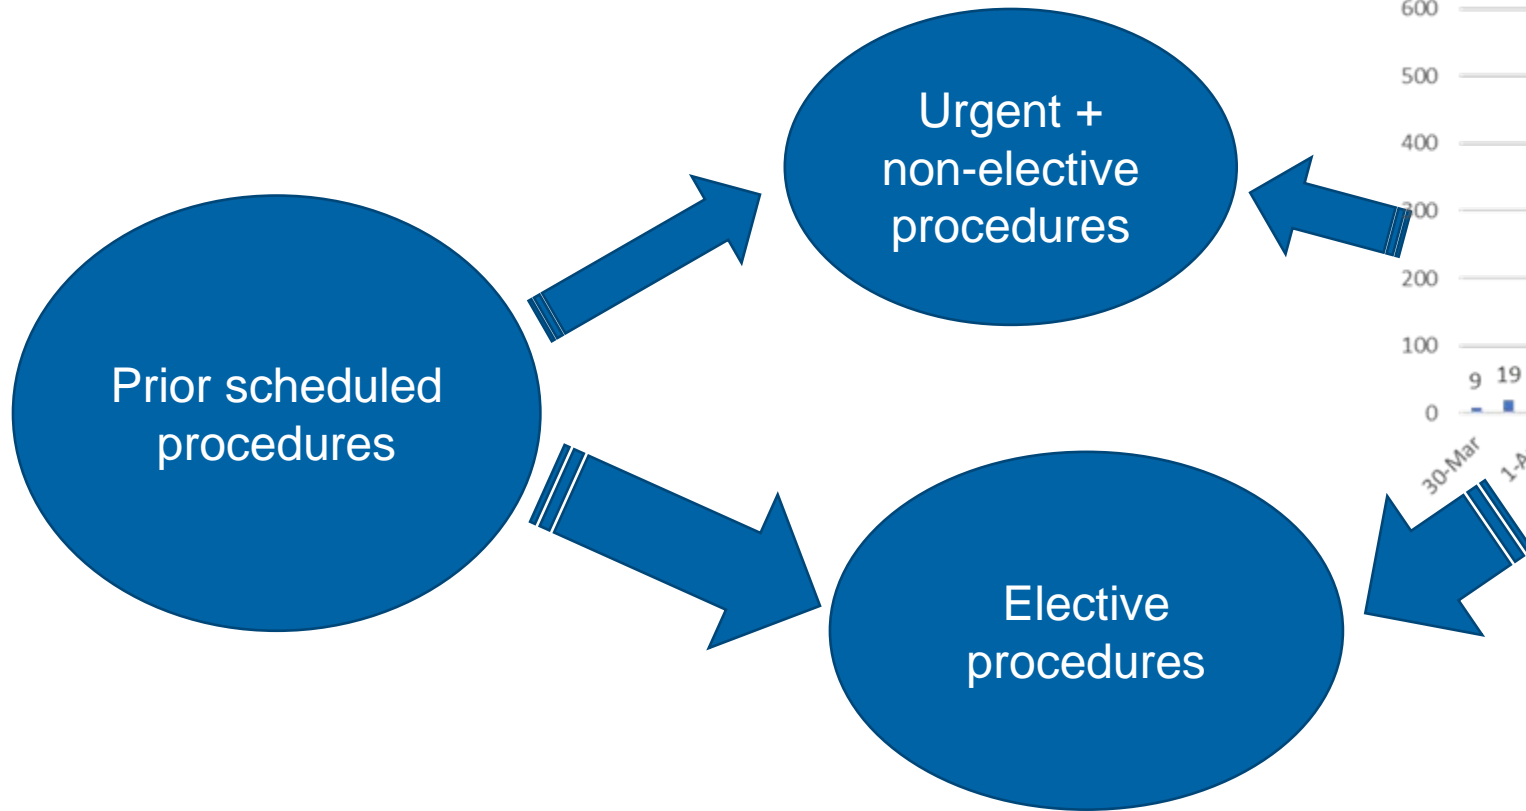 Prior scheduled
procedures
Urgent +
non-elective
procedures
Elective
procedures
600
500
400
300
200
100
0
9 19
30-Mar